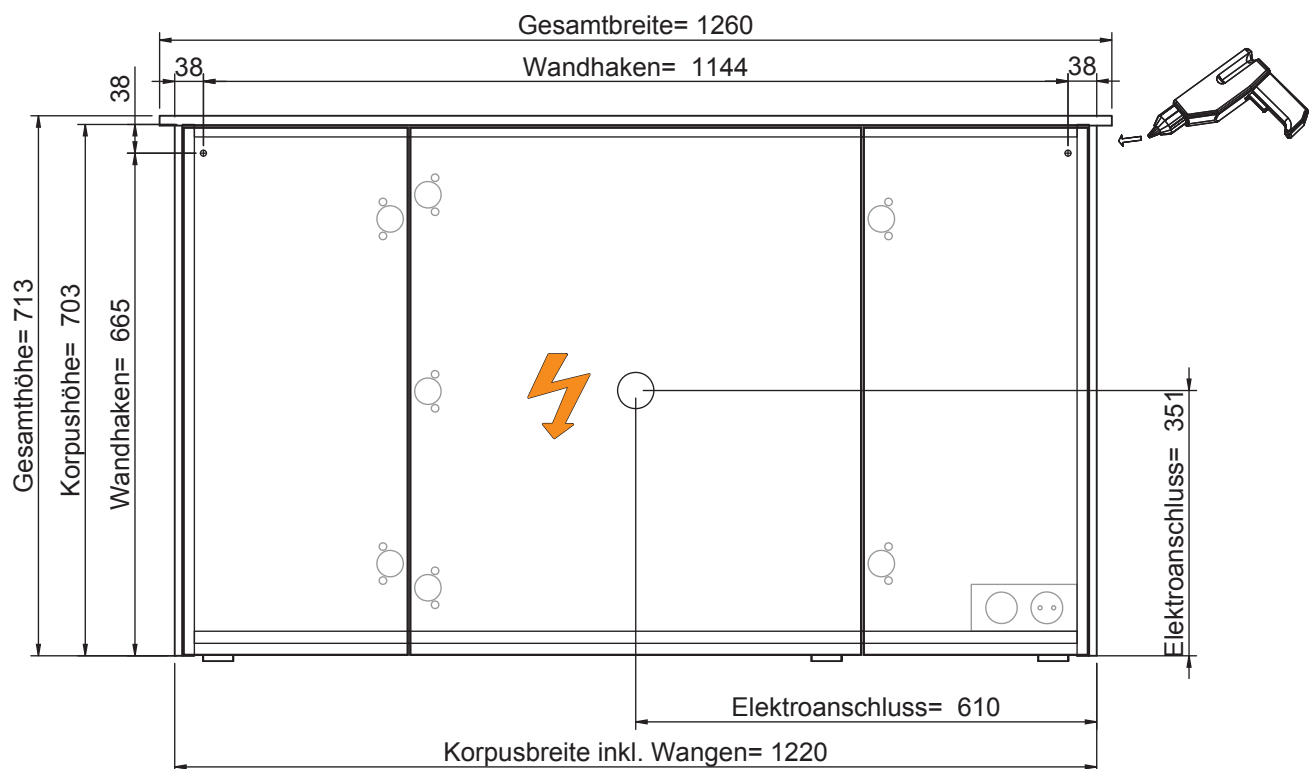 Gesamtbreite= 1260
38
Wandhaken= 1144
38
38
Gesamthöhe= 713
Korpushöhe= 703
Wandhaken= 665
Elektroanschluss= 351
Elektroanschluss= 610
Korpusbreite inkl. Wangen= 1220